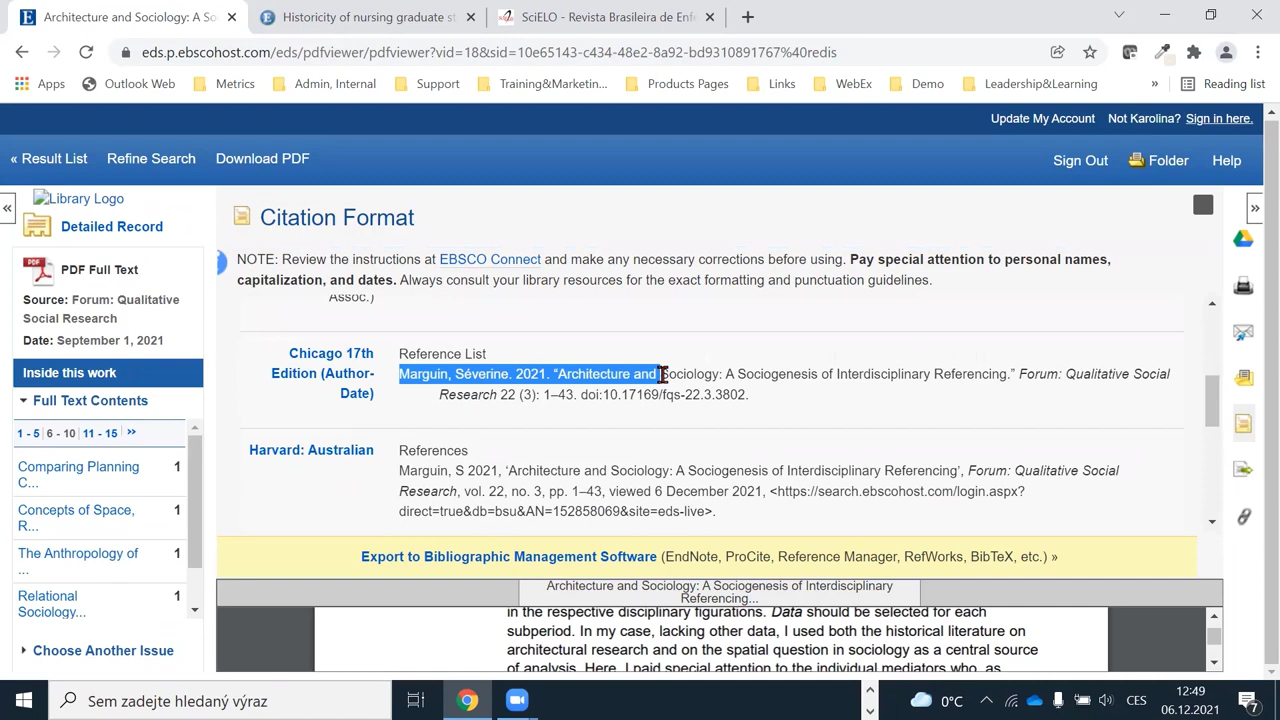 Architecture and Sociology: A So
Historicity of nursing graduate st
SciELO - Revista Brasileira de Enf
eds.p.ebscohost.com/eds/pdfviewer/pdfviewer?vid=18&sid=10e65143-c434-48e2-8a92-bd9310891767%40redis
Apps
Outlook Web
Metrics
Admin, Internal
Support
Training&Marketin...
Products Pages
Links
WebEx
Demo
Leadership&Learning
»
Reading list
Update My Account
Not Karolina? Sign in here.
« Result List
Refine Search
Download PDF
Sign Out
Folder
Help
«
Library Logo
Detailed Record
PDF Full Text
Source: Forum: Qualitative
Social Research
Date: September 1, 2021
Inside this work
Full Text Contents
1 - 5 6 - 10 11 - 15 »
Comparing Planning
C...
1
Concepts of Space,
R...
1
The Anthropology of
...
1
Relational
Sociology...
1
Choose Another Issue
Citation Format
»
NOTE: Review the instructions at EBSCO Connect and make any necessary corrections before using. Pay special attention to personal names,
capitalization, and dates. Always consult your library resources for the exact formatting and punctuation guidelines.
Assoc.)
Chicago 17th
Edition (Author-
Date)
Reference List
Marguin, Séverine. 2021. “Architecture and Sociology: A Sociogenesis of Interdisciplinary Referencing.” Forum: Qualitative Social
Research 22 (3): 1–43. doi:10.17169/fqs-22.3.3802.
Harvard: Australian
References
Marguin, S 2021, ‘Architecture and Sociology: A Sociogenesis of Interdisciplinary Referencing’, Forum: Qualitative Social
Research, vol. 22, no. 3, pp. 1–43, viewed 6 December 2021, <https://search.ebscohost.com/login.aspx?
direct=true&db=bsu&AN=152858069&site=eds-live>.
Export to Bibliographic Management Software (EndNote, ProCite, Reference Manager, RefWorks, BibTeX, etc.) »
Architecture and Sociology: A Sociogenesis of Interdisciplinary
Referencing...
in the respective disciplinary figurations. Data should be selected for each
subperiod. In my case, lacking other data, I used both the historical literature on
architectural research and on the spatial question in sociology as a central source
of analysis. Here, I paid special attention to the individual mediators who, as
Sem zadejte hledaný výraz
0°C
CES
12:49
06.12.2021
7